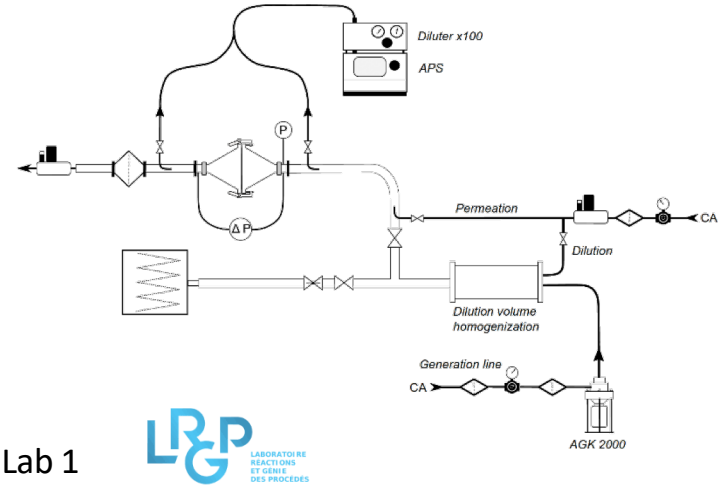 Diluter x100
APS
P
Δ P
Permeation
CA
Dilution
Dilution volume
homogenization
Generation line
CA
AGK 2000
Lab 1
LRGP
LABORATOIRE
RÉACTIONS
ET GÉNIE
DES PROCÉDÉS